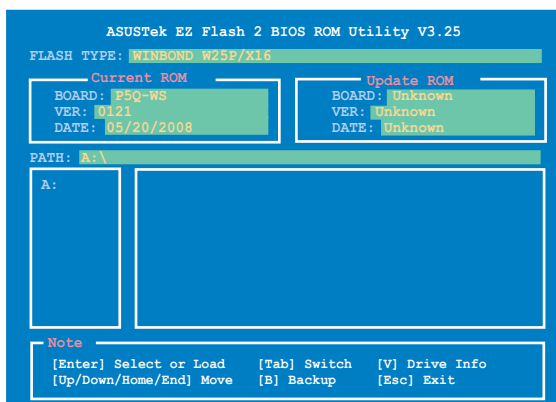 ASUSTek EZ Flash 2 BIOS ROM Utility V3.25
FLASH TYPE: WINBOND W25P/X16
Current ROM
BOARD: P5Q-WS
VER: 0121
DATE: 05/20/2008
Update ROM
BOARD: Unknown
VER: Unknown
DATE: Unknown
PATH: A:\
A:
Note
[Enter] Select or Load [Tab] Switch [V] Drive Info
[Up/Down/Home/End] Move [B] Backup [Esc] Exit